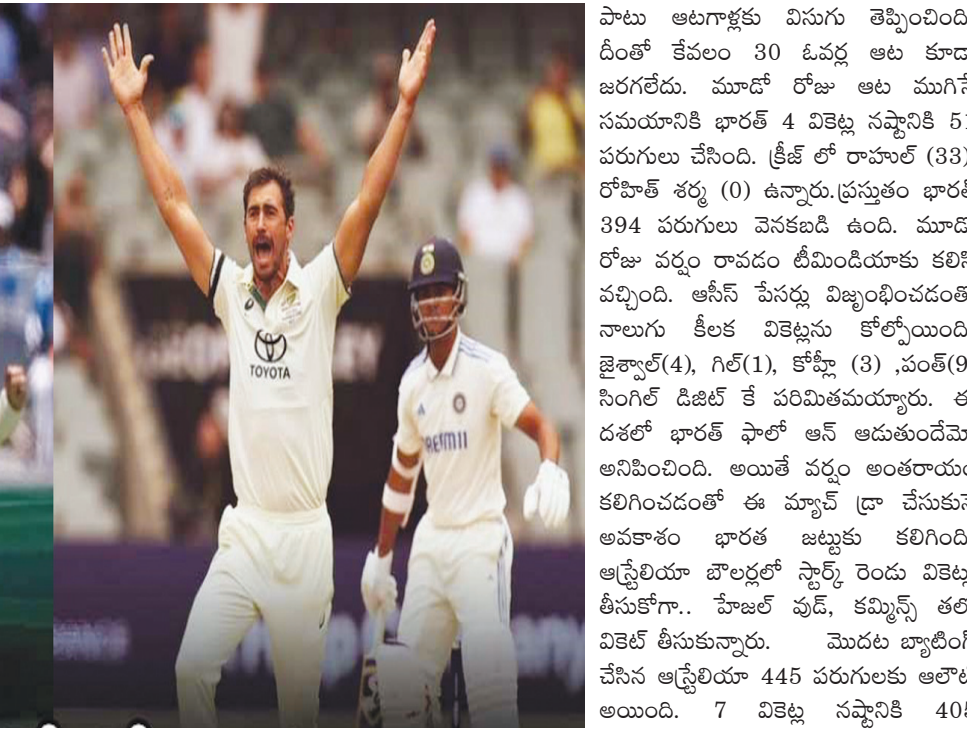 TOYOTA
పాటు ఆటగాళ్లకు విసుగు తెప్పించింది
దీంతో కేవలం 30 ఓవర్ల ఆట కూడా
జరగలేదు. మూడో రోజు ఆట ముగిసే
సమయానికి భారత్ 4 వికెట్ల నష్టానికి 51
పరుగులు చేసింది. క్రీజ్ లో రాహుల్ (33)
రోహిత్ శర్మ (0) ఉన్నారు.ప్రస్తుతం భారత్
394 పరుగులు వెనకబడి ఉంది. మూడో
రోజు వర్షం రావడం టీమిండియాకు కలిసి
వచ్చింది. ఆసీస్ పేసర్లు విజృంభించడంతో
నాలుగు కీలక వికెట్లను కోల్పోయింది
జైశ్వాల్(4), గిల్(1), కోహ్లీ (3) ,పంత్(9
సింగిల్ డిజిట్ కే పరిమితమయ్యారు. ఈ
దశలో భారత్ ఫాలో ఆన్ ఆడుతుందేమో
అనిపించింది. అయితే వర్షం అంతరాయం
కలిగించడంతో ఈ మ్యాచ్ డ్రా చేసుకునే
అవకాశం భారత జట్టుకు కలిగింది
ఆస్ట్రేలియా బౌలర్లలో స్టార్క్ రెండు వికెట్లు
తీసుకోగా.. హేజల్ వుడ్, కమ్మిన్స్ తలో
వికెట్ తీసుకున్నారు. మొదట బ్యాటింగ్
చేసిన ఆస్ట్రేలియా 445 పరుగులకు ఆలౌట్
అయింది. 7 వికెట్ల నష్టానికి 405